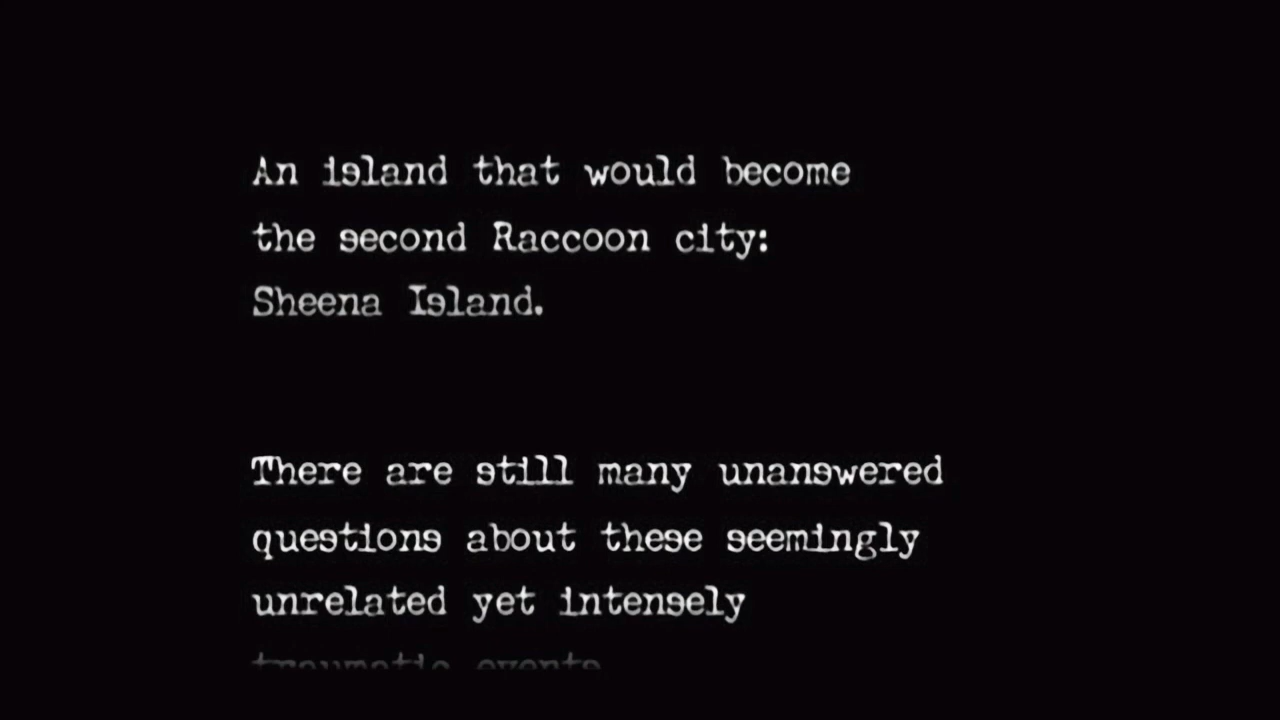 An island that would become
the second Raccoon city:
Sheena Island.
There are still many unanswered
questions about these seemingly
unrelated yet intensely
traumatic events